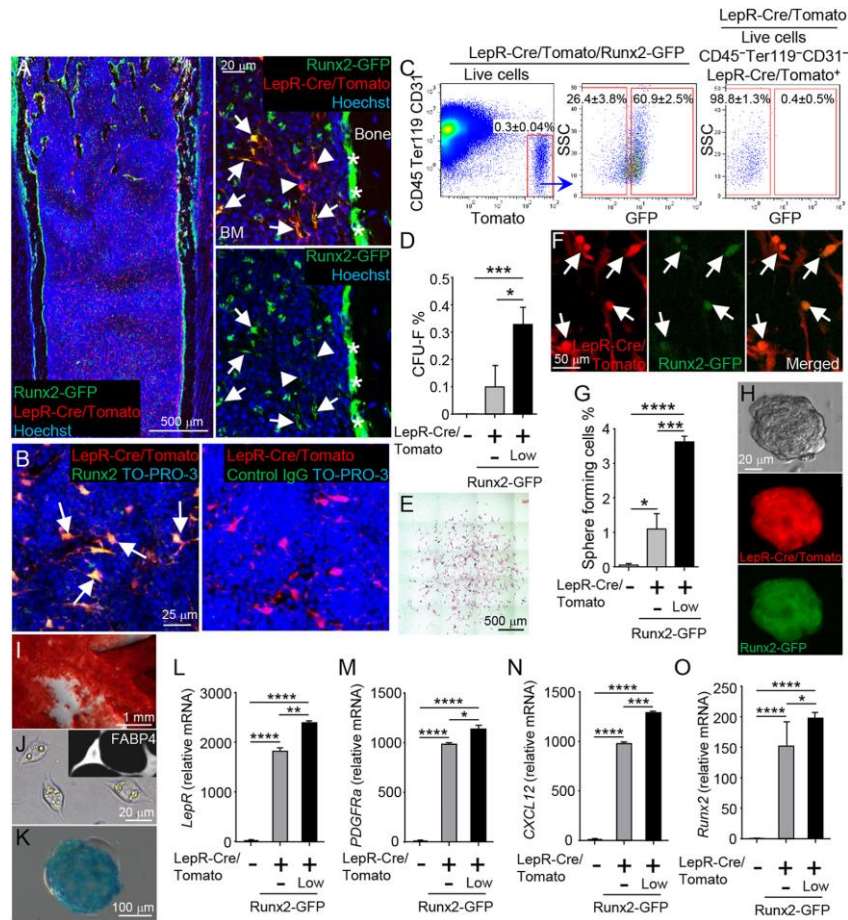 A
Runx2-GFP
LepR-Cre/Tomato
Hoechst
500 μm
20 μm
Runx2-GFP
LepR-Cre/Tomato
Hoechst
Bone
*
*
*
BM
Runx2-GFP
Hoechst
*
*
*
B
LepR-Cre/Tomato
Runx2 TO-PRO-3
25 μm
LepR-Cre/Tomato
Control IgG TO-PRO-3
C
LepR-Cre/Tomato/Runx2-GFP
Live cells
CD45 Ter119 CD31
0.3±0.04%
Tomato
26.4±3.8%
60.9±2.5%
SSC
GFP
LepR-Cre/Tomato
Live cells
CD45⁻Ter119⁻CD31⁻
LepR-Cre/Tomato⁺
98.8±1.3%
0.4±0.5%
SSC
GFP
D
CFU-F %
0.5
0.4
0.3
0.2
0.1
0
***
*
LepR-Cre/
Tomato
- + +
- Low
Runx2-GFP
E
500 μm
F
LepR-Cre/
Tomato
50 μm
Runx2-GFP
Merged
G
Sphere forming cells %
5
4
3
2
1
0
****
***
*
LepR-Cre/
Tomato
- + +
- Low
Runx2-GFP
H
20 μm
LepR-Cre/Tomato
Runx2-GFP
I
1 mm
J
FABP4
20 μm
K
100 μm
L
LepR (relative mRNA)
3000
2000
1000
0
****
**
****
LepR-Cre/
Tomato
- + +
- Low
Runx2-GFP
M
PDGFRa (relative mRNA)
1500
1000
500
0
****
*
****
- + +
- Low
Runx2-GFP
N
CXCL12 (relative mRNA)
1500
1000
500
0
****
***
****
LepR-Cre/
Tomato
- + +
- Low
Runx2-GFP
O
Runx2 (relative mRNA)
250
200
150
100
50
0
****
*
****
- + +
- Low
Runx2-GFP